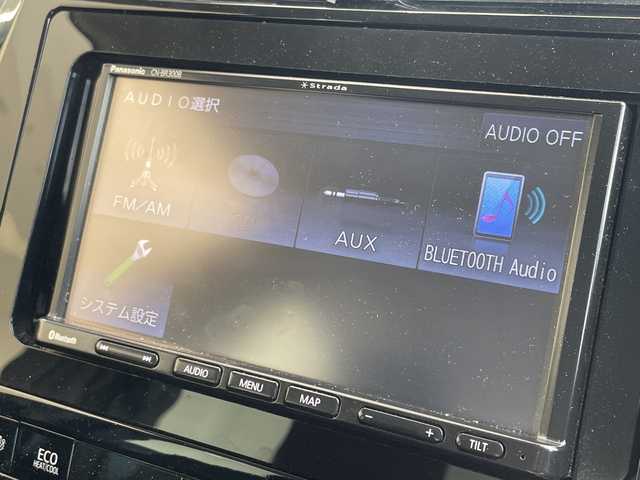 Panasonic CN-BR300B
Strada
AUDIO選択
AUDIO OFF
FM/AM
AUX
BLUETOOTH Audio
システム設定
Bluetooth
AUDIO
MENU
MAP
TILT
ECO
HEAT/COOL